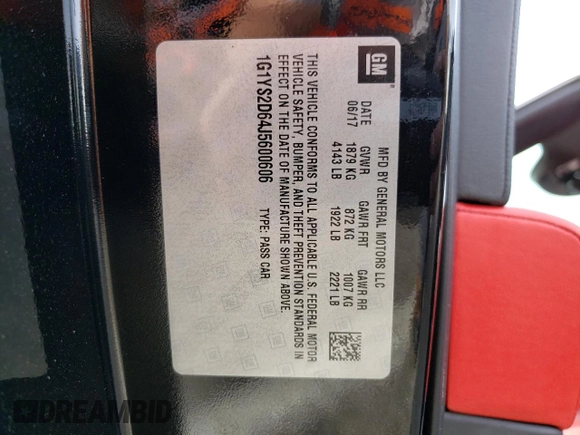 GM
MFD BY GENERAL MOTORS LLC
DATE GVWR GAWR FRT GAWR RR
06/17 1879 KG 872 KG 1007 KG
4143 LB 1922 LB 2221 LB
THIS VEHICLE CONFORMS TO ALL APPLICABLE U.S. FEDERAL MOTOR
VEHICLE SAFETY, BUMPER, AND THEFT PREVENTION STANDARDS IN
EFFECT ON THE DATE OF MANUFACTURE SHOWN ABOVE.
1G1YS2D64J5600606 TYPE: PASS CAR
DREAMBID